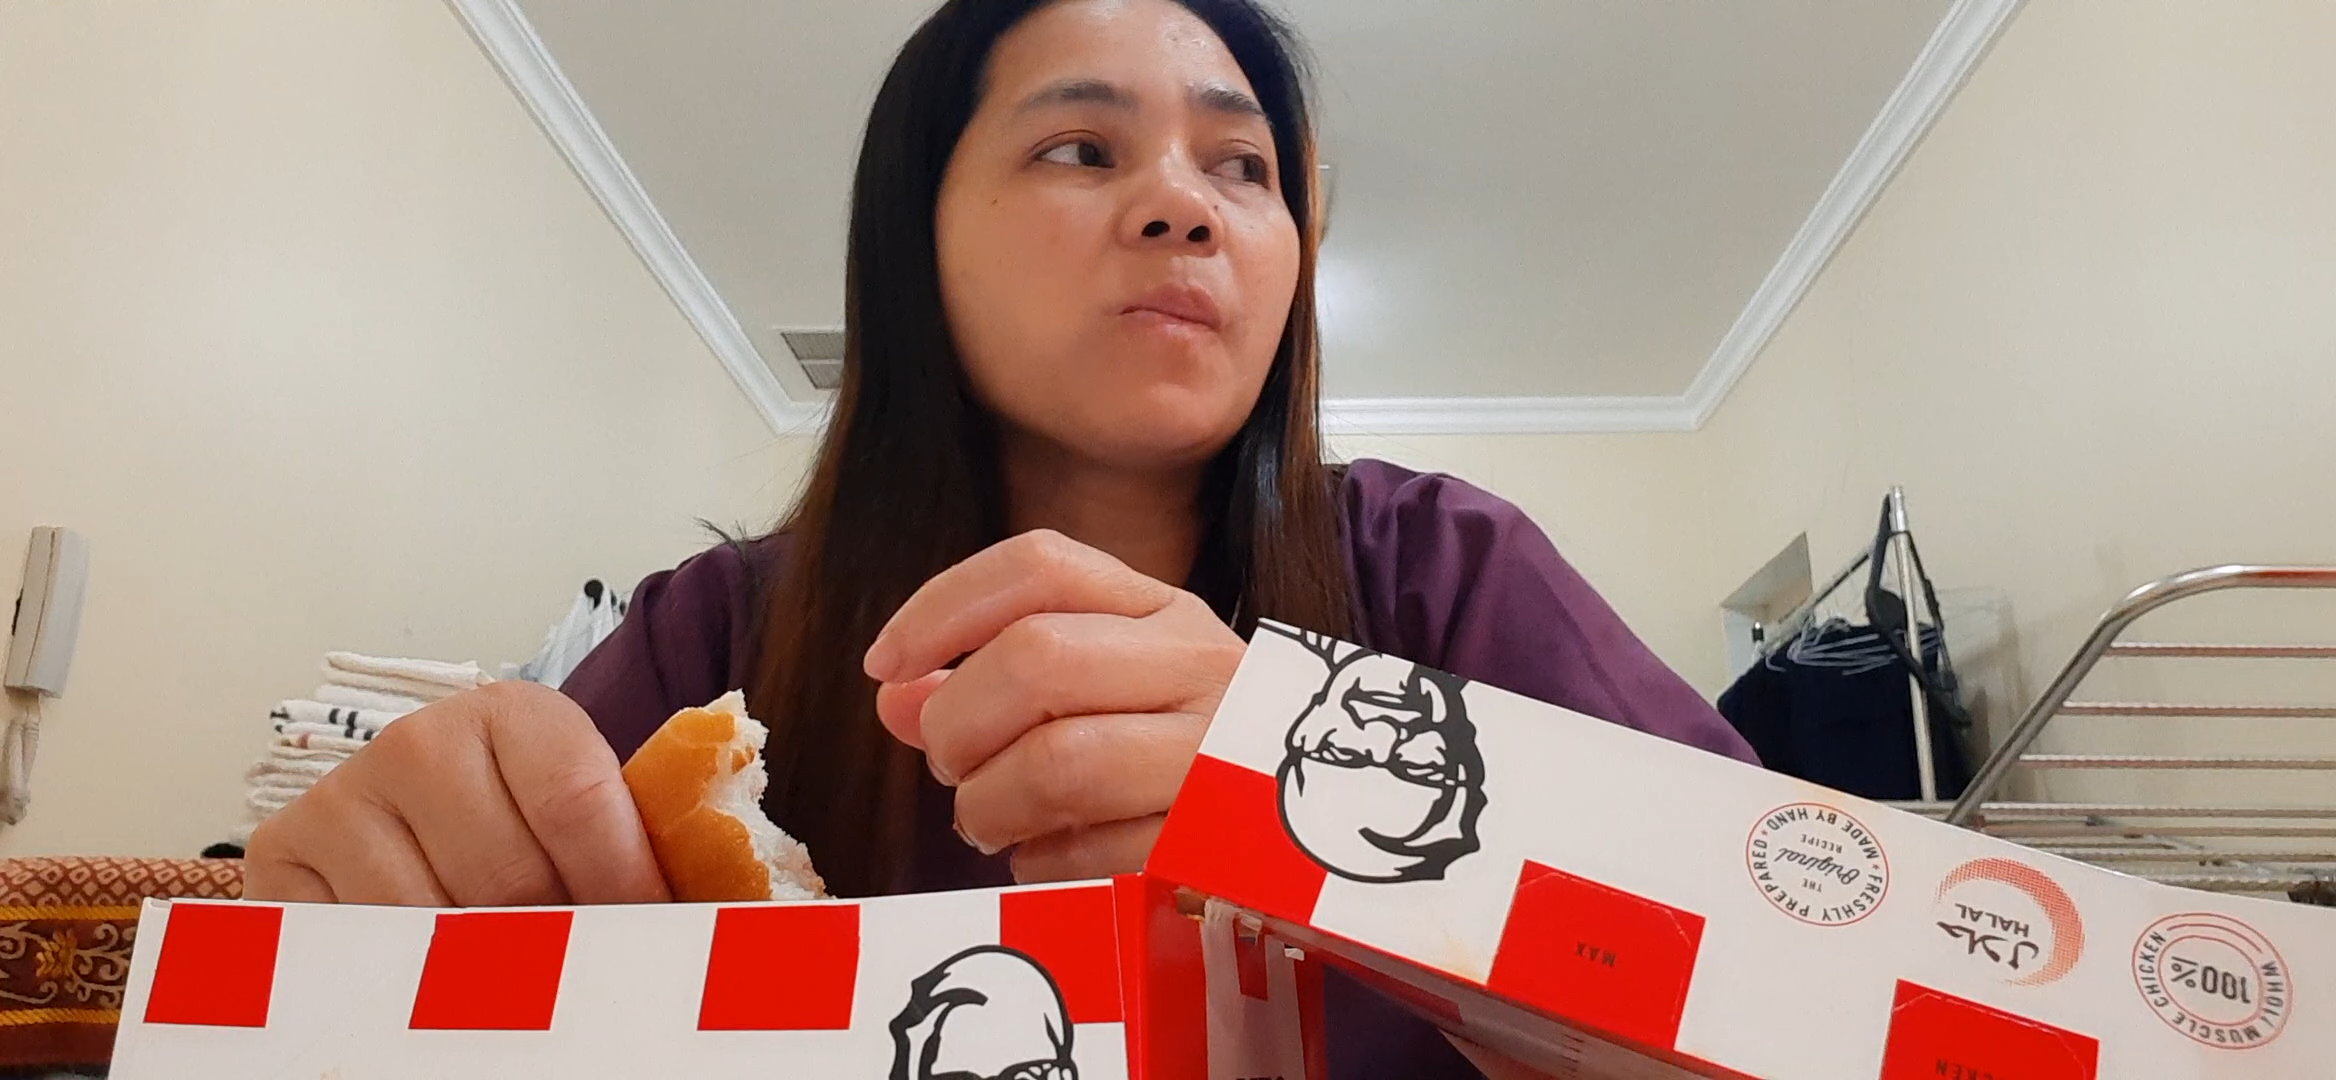 MAX
FRESHLY PREPARED • MADE BY HAND •
THE
Original
RECIPE
حلال
HALAL
100%
WHOLE MUSCLE CHICKEN